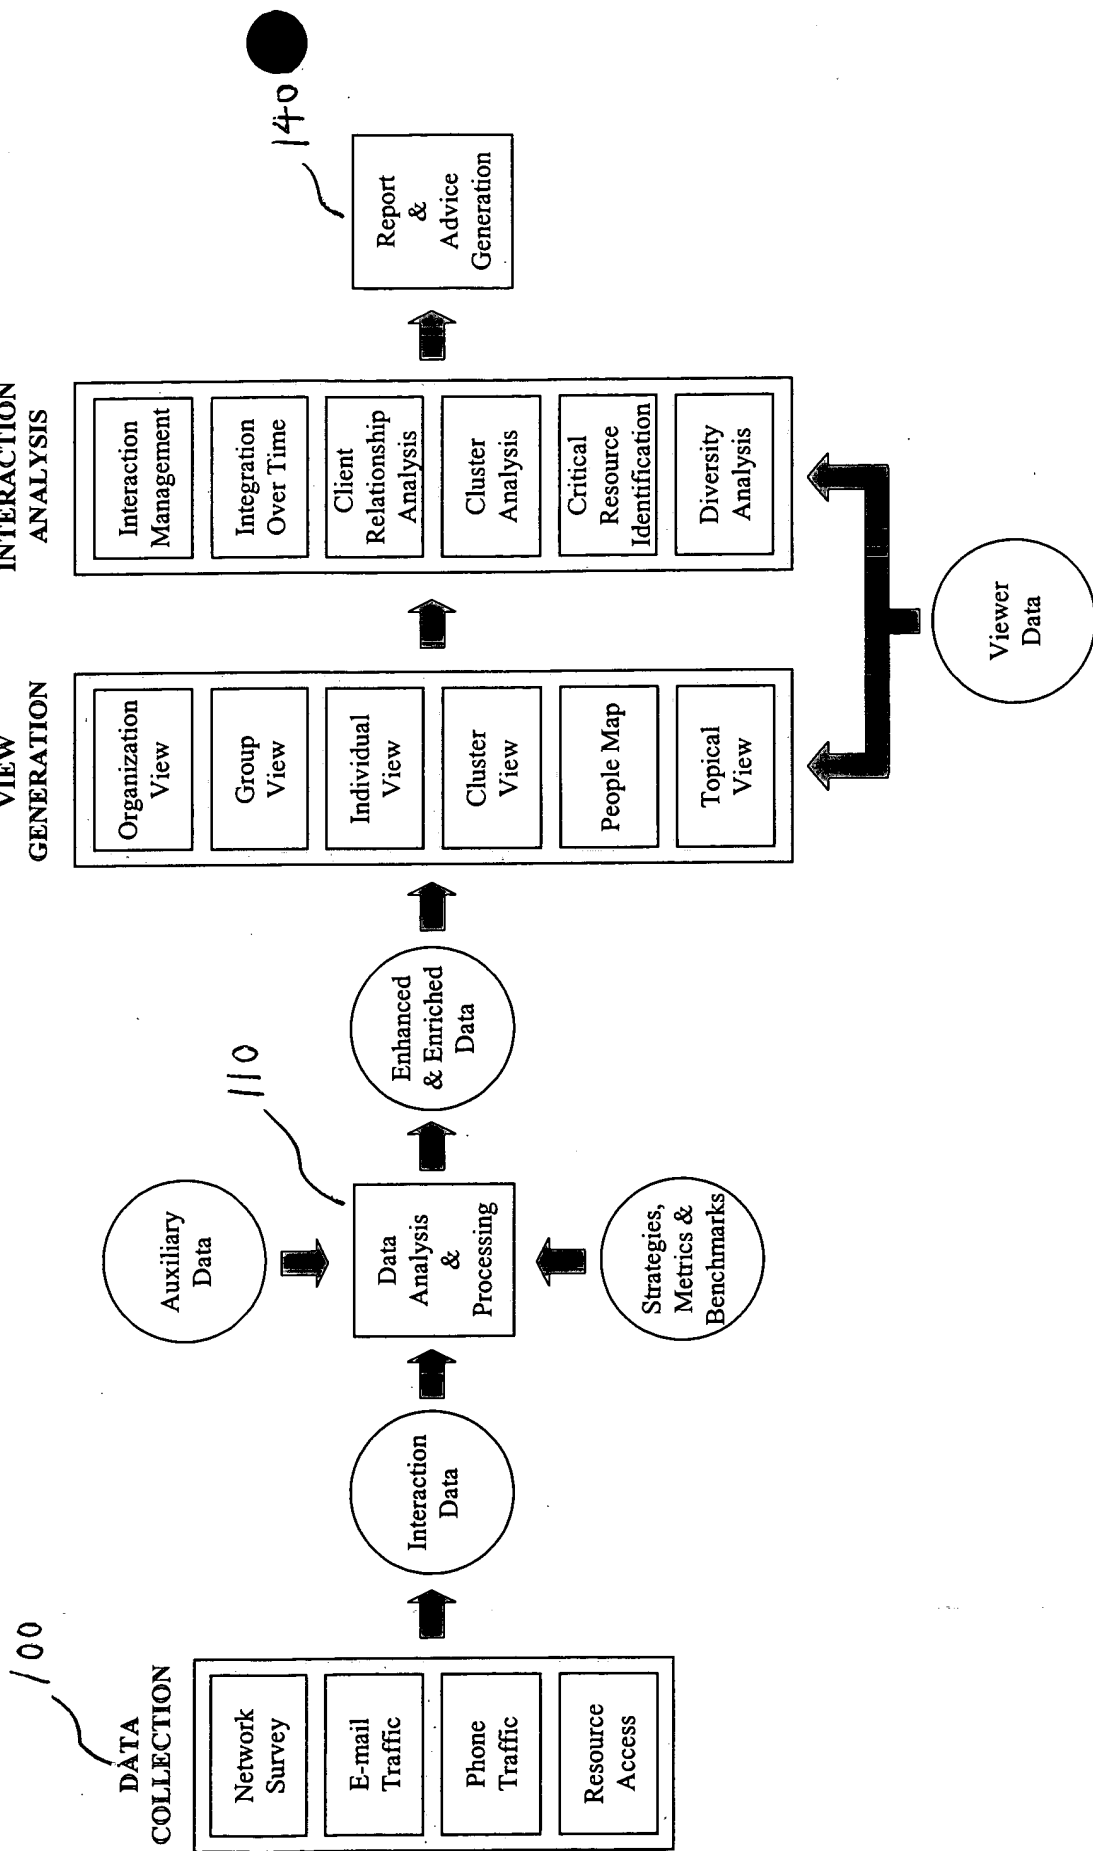 100
DATA
COLLECTION
Network
Survey
E-mail
Traffic
Phone
Traffic
Resource
Access
Interaction
Data
Auxiliary
Data
110
Data
Analysis
&
Processing
Strategies,
Metrics &
Benchmarks
Enhanced
& Enriched
Data
VIEW
GENERATION
Organization
View
Group
View
Individual
View
Cluster
View
People Map
Topical
View
INTERACTION
ANALYSIS
Interaction
Management
Integration
Over Time
Client
Relationship
Analysis
Cluster
Analysis
Critical
Resource
Identification
Diversity
Analysis
Viewer
Data
140
Report
&
Advice
Generation